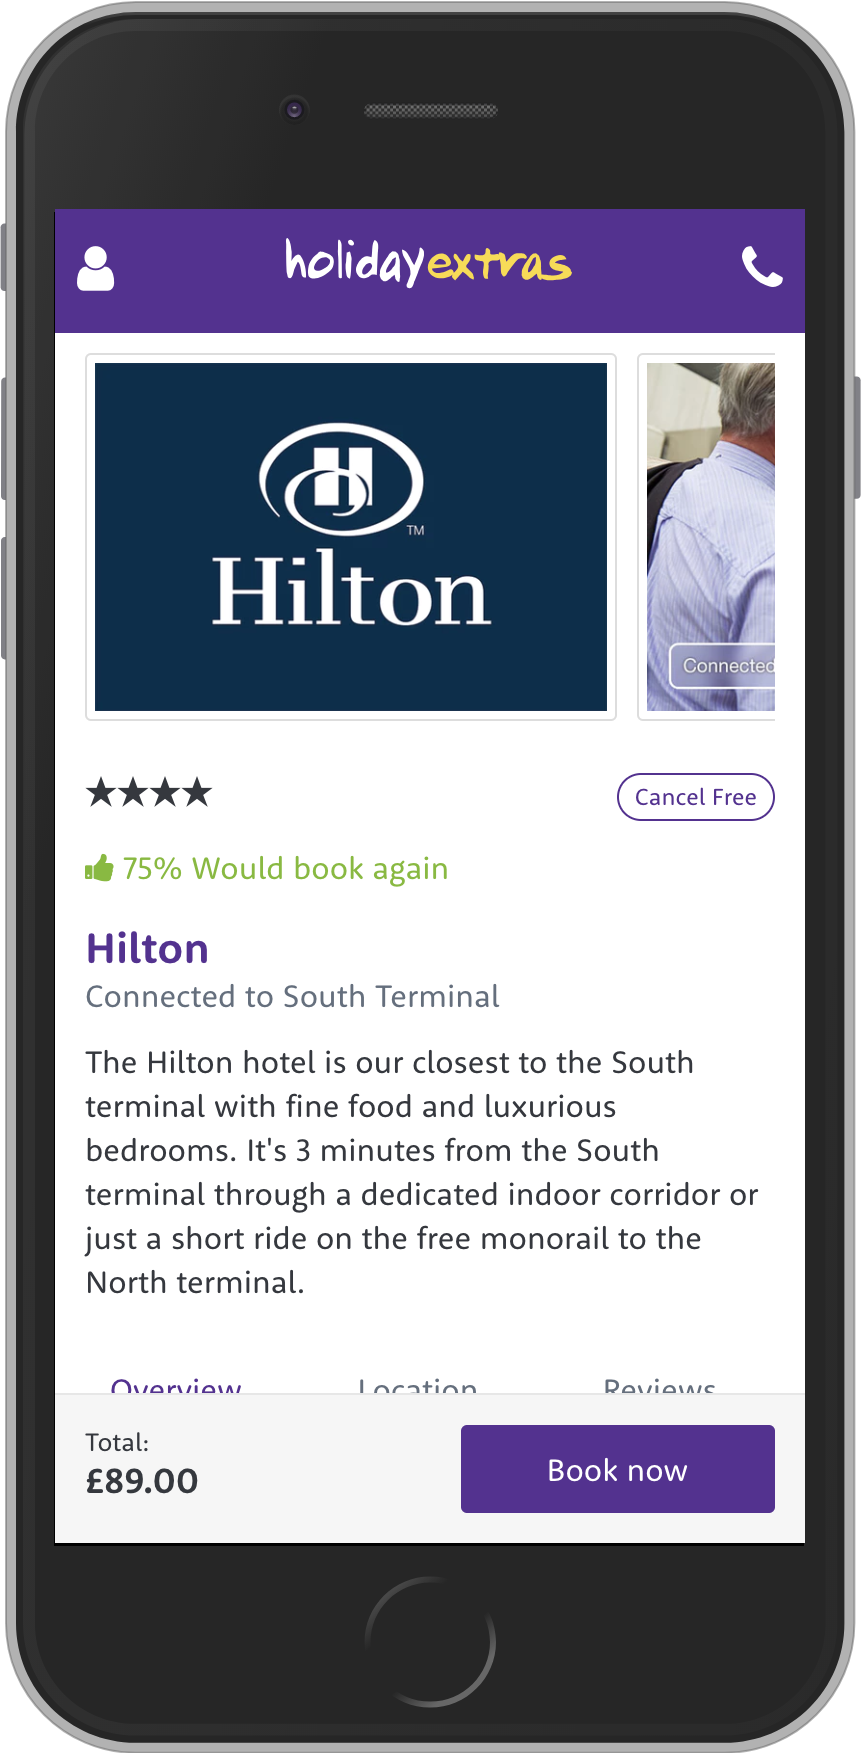 holidayextras
TM
Hilton
Connected
★★★★
Cancel Free
75% Would book again
Hilton
Connected to South Terminal
The Hilton hotel is our closest to the South
terminal with fine food and luxurious
bedrooms. It's 3 minutes from the South
terminal through a dedicated indoor corridor or
just a short ride on the free monorail to the
North terminal.
Overview Location Reviews
Total:
£89.00
Book now